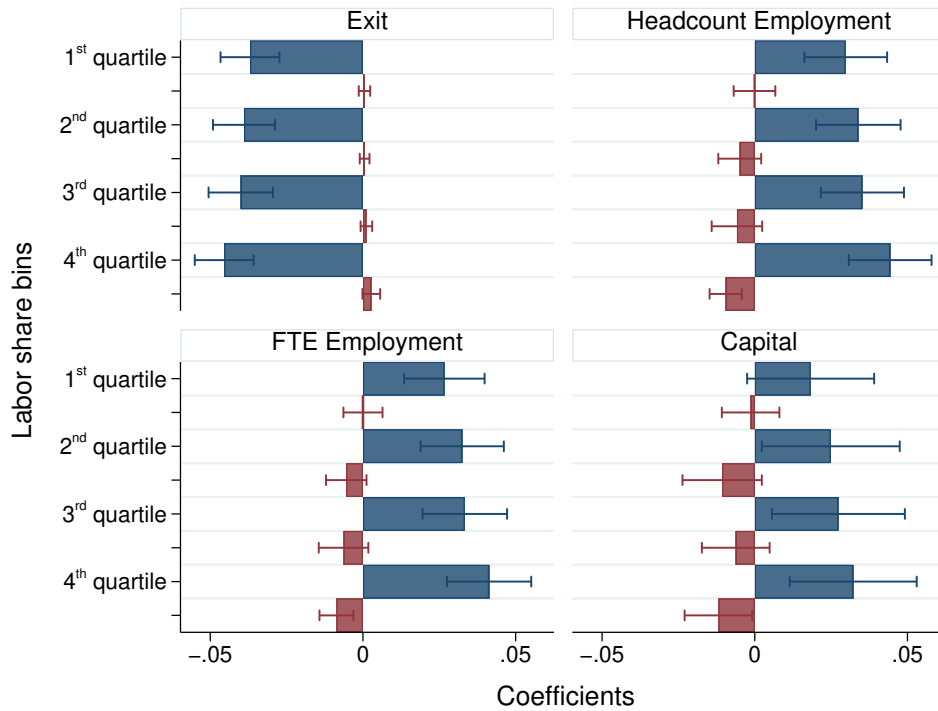 Exit
Headcount Employment
1st quartile
2nd quartile
3rd quartile
4th quartile
FTE Employment
Capital
1st quartile
2nd quartile
3rd quartile
4th quartile
−.05 0 .05
−.05 0 .05
Labor share bins
Coefficients